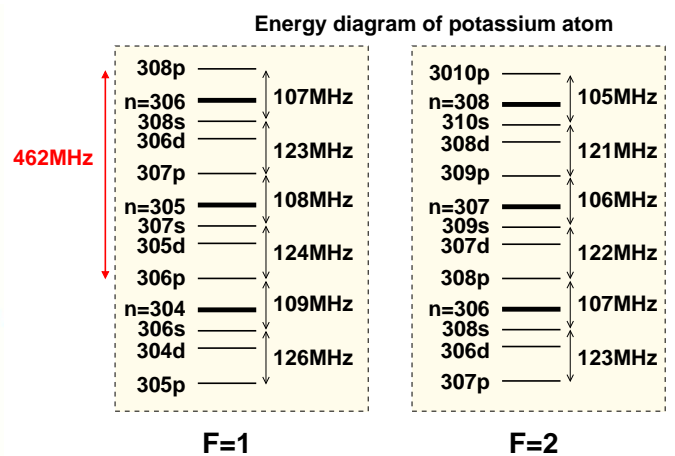 Energy diagram of potassium atom
308p
n=306
308s
306d
307p
n=305
307s
305d
306p
n=304
306s
304d
305p
107MHz
123MHz
108MHz
124MHz
109MHz
126MHz
462MHz
F=1
3010p
n=308
310s
308d
309p
n=307
309s
307d
308p
n=306
308s
306d
307p
105MHz
121MHz
106MHz
122MHz
107MHz
123MHz
F=2